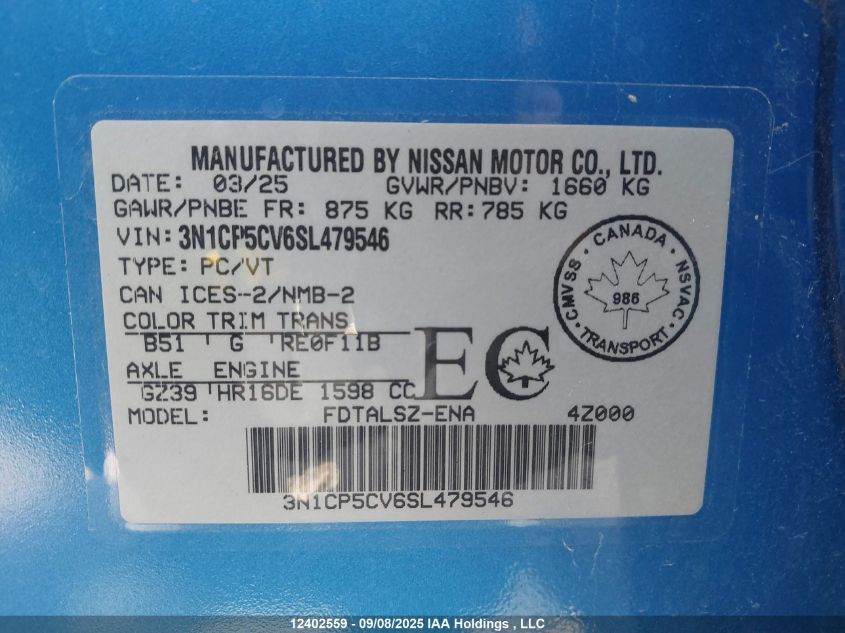 MANUFACTURED BY NISSAN MOTOR CO., LTD.
DATE: 03/25 GVWR/PNBV: 1660 KG
GAWR/PNBE FR: 875 KG RR: 785 KG
VIN: 3N1CP5CV6SL479546
TYPE: PC/VT
CAN ICES-2/NMB-2
COLOR TRIM TRANS
B51 G RE0F11B
AXLE ENGINE
GZ39 HR16DE 1598 CC
EC
CANADA
CMVSS 986 NSVAC
TRANSPORT
MODEL: FDTALSZ-ENA 4Z000
3N1CP5CV6SL479546
12402559 - 09/08/2025 IAA Holdings , LLC